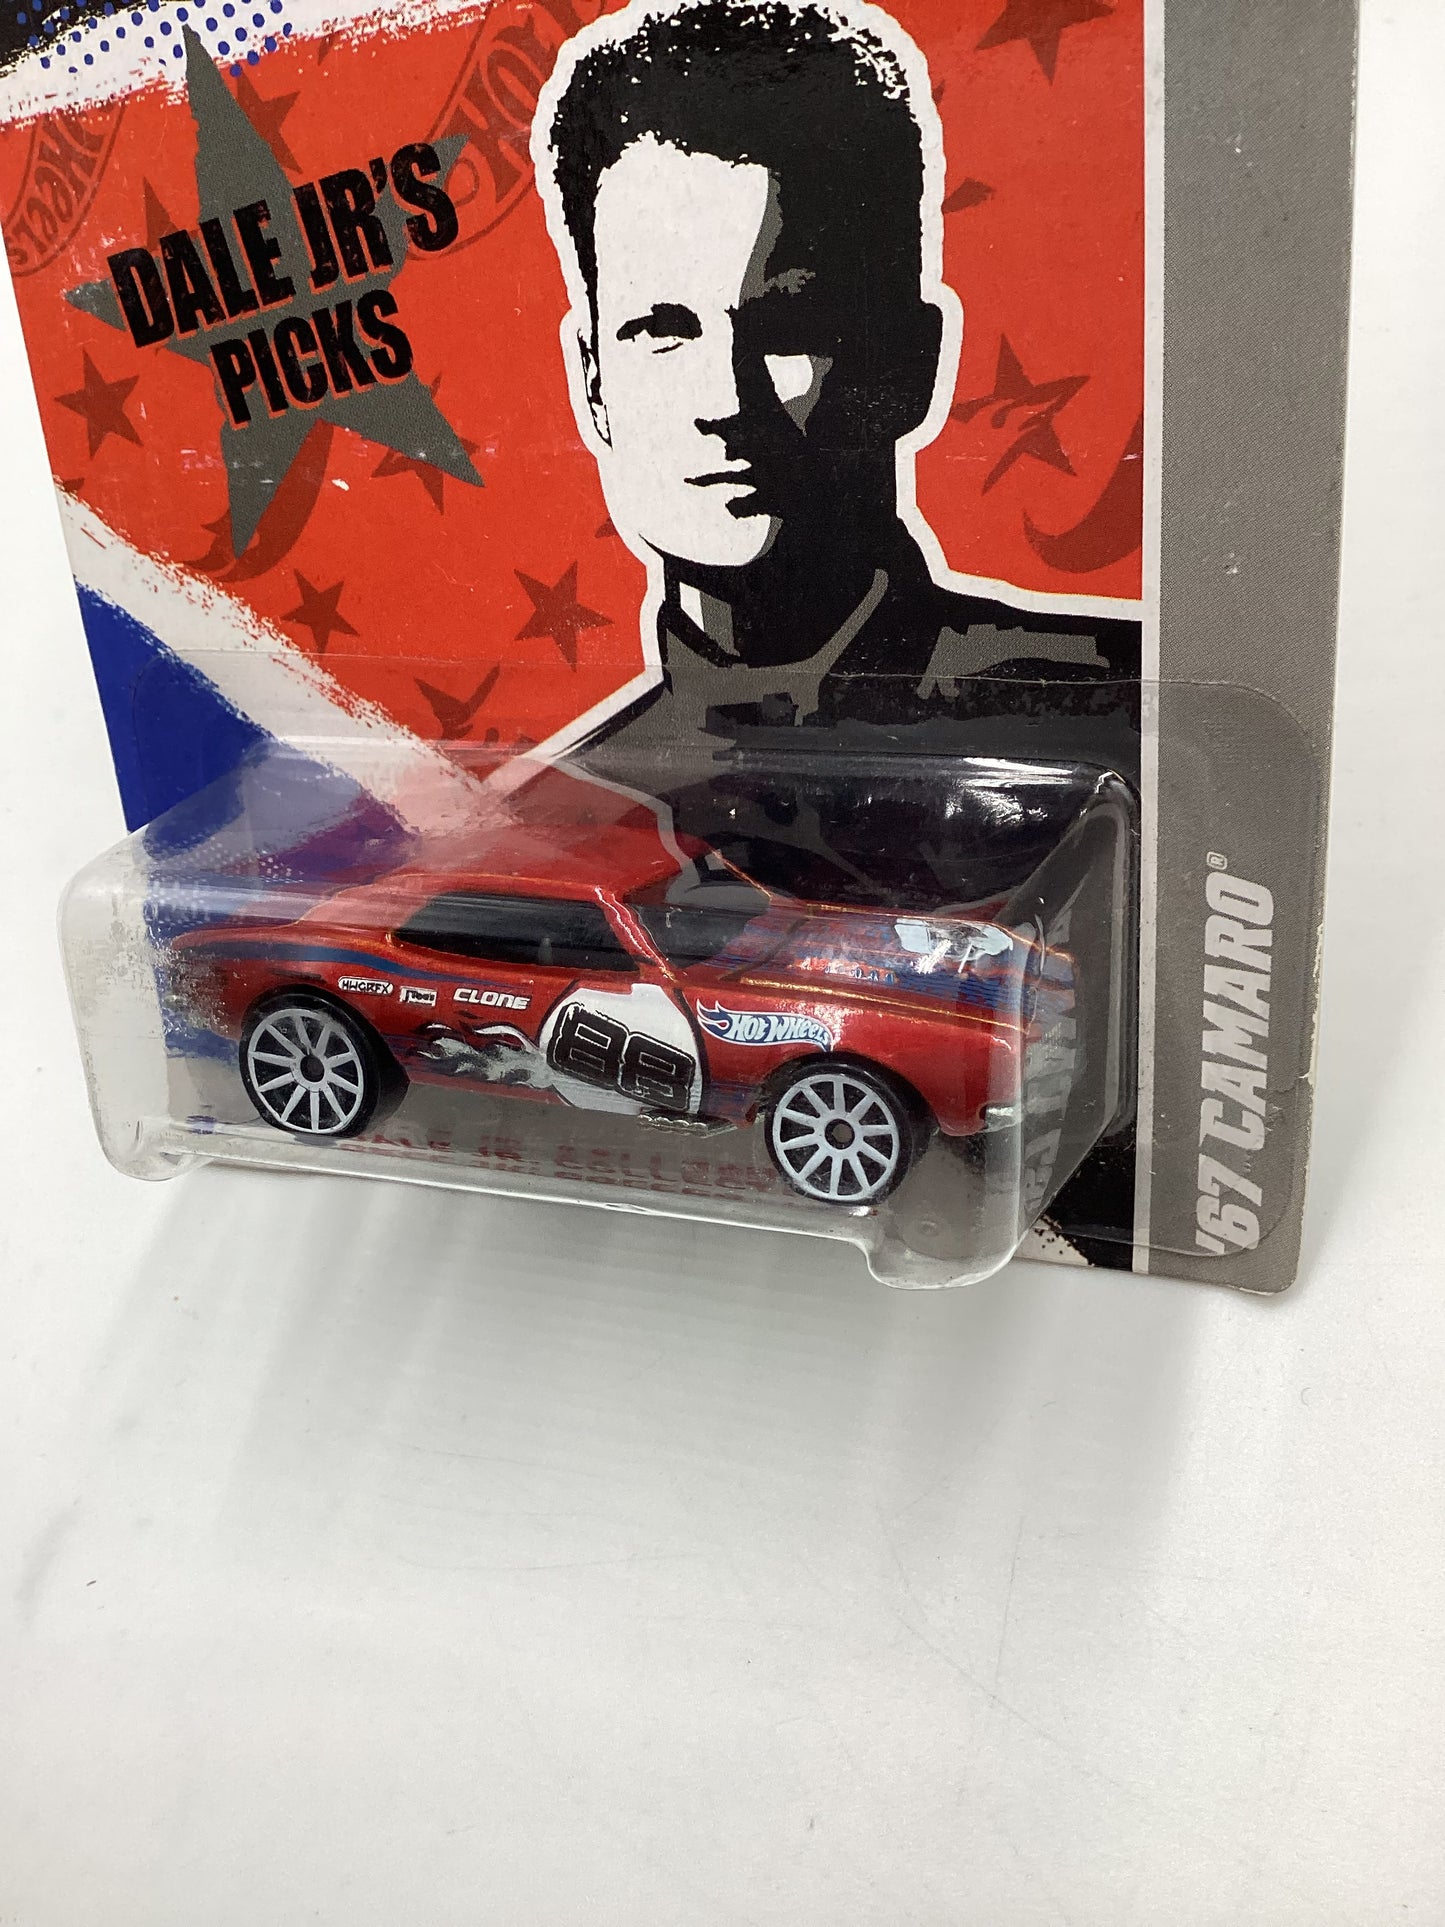 DALE JR'S
PICKS
HWGRFX
CLONE
88
HOT WHEELS
'67 CAMARO®